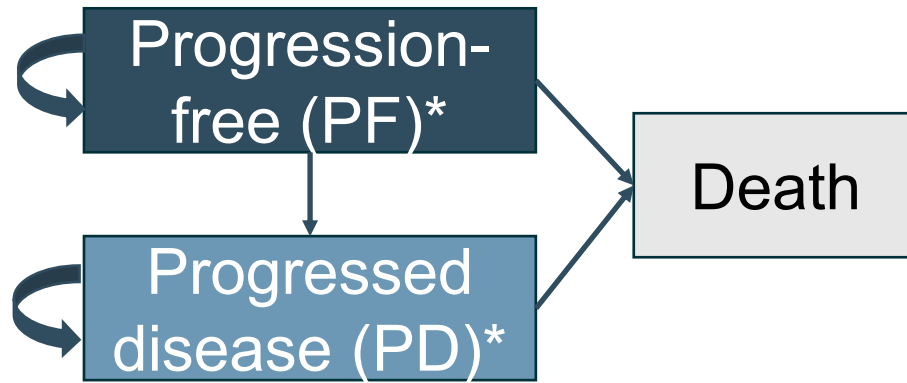 Progression-
free (PF)*
Death
Progressed
disease (PD)*